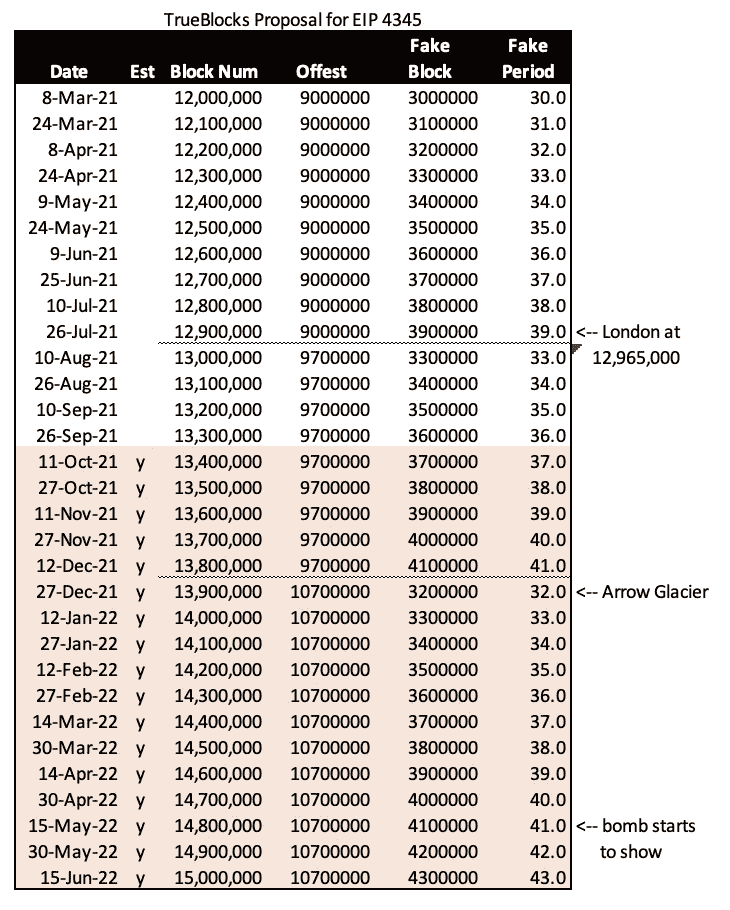 TrueBlocks Proposal for EIP 4345
Fake Fake
Date Est Block Num Offest Block Period
8-Mar-21 12,000,000 9000000 3000000 30.0
24-Mar-21 12,100,000 9000000 3100000 31.0
8-Apr-21 12,200,000 9000000 3200000 32.0
24-Apr-21 12,300,000 9000000 3300000 33.0
9-May-21 12,400,000 9000000 3400000 34.0
24-May-21 12,500,000 9000000 3500000 35.0
9-Jun-21 12,600,000 9000000 3600000 36.0
25-Jun-21 12,700,000 9000000 3700000 37.0
10-Jul-21 12,800,000 9000000 3800000 38.0
26-Jul-21 12,900,000 9000000 3900000 39.0 <-- London at
10-Aug-21 13,000,000 9700000 3300000 33.0 12,965,000
26-Aug-21 13,100,000 9700000 3400000 34.0
10-Sep-21 13,200,000 9700000 3500000 35.0
26-Sep-21 13,300,000 9700000 3600000 36.0
11-Oct-21 y 13,400,000 9700000 3700000 37.0
27-Oct-21 y 13,500,000 9700000 3800000 38.0
11-Nov-21 y 13,600,000 9700000 3900000 39.0
27-Nov-21 y 13,700,000 9700000 4000000 40.0
12-Dec-21 y 13,800,000 9700000 4100000 41.0
27-Dec-21 y 13,900,000 10700000 3200000 32.0 <-- Arrow Glacier
12-Jan-22 y 14,000,000 10700000 3300000 33.0
27-Jan-22 y 14,100,000 10700000 3400000 34.0
12-Feb-22 y 14,200,000 10700000 3500000 35.0
27-Feb-22 y 14,300,000 10700000 3600000 36.0
14-Mar-22 y 14,400,000 10700000 3700000 37.0
30-Mar-22 y 14,500,000 10700000 3800000 38.0
14-Apr-22 y 14,600,000 10700000 3900000 39.0
30-Apr-22 y 14,700,000 10700000 4000000 40.0
15-May-22 y 14,800,000 10700000 4100000 41.0 <-- bomb starts
30-May-22 y 14,900,000 10700000 4200000 42.0 to show
15-Jun-22 y 15,000,000 10700000 4300000 43.0